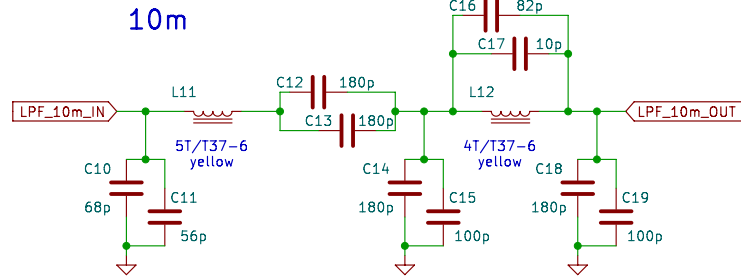 10m
C16 82p
C17 10p
L11
C12 180p
L12
LPF_10m_IN
C13 180p
LPF_10m_OUT
5T/T37-6
yellow
4T/T37-6
yellow
C10
68p
C11
56p
C14
180p
C15
100p
C18
180p
C19
100p